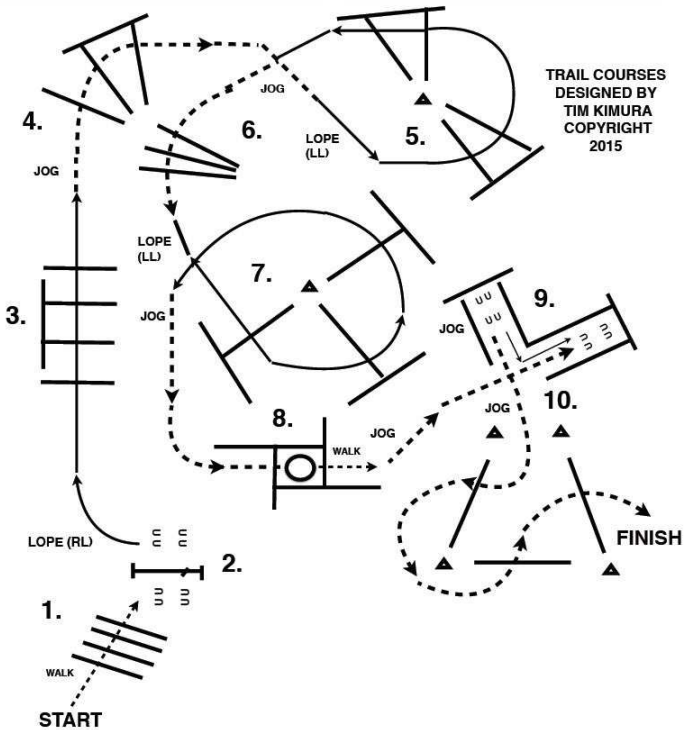 TRAIL COURSES
DESIGNED BY
TIM KIMURA
COPYRIGHT
2015
4.
JOG
6.
JOG
LOPE
(LL)
5.
LOPE
(LL)
7.
JOG
3.
9.
JOG
10.
JOG
8.
JOG
WALK
LOPE (RL)
2.
FINISH
1.
WALK
START